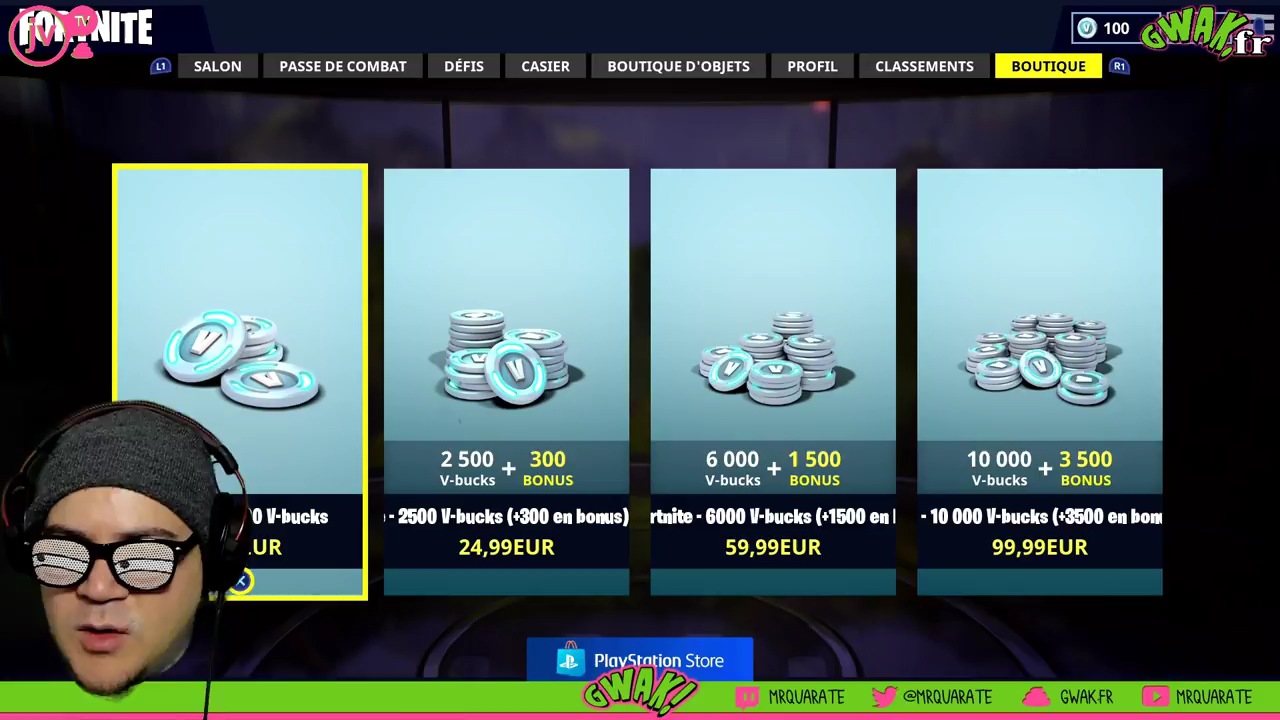 FORTNITE
JV
TV
100
GWAK.fr
L1
SALON
PASSE DE COMBAT
DÉFIS
CASIER
BOUTIQUE D'OBJETS
PROFIL
CLASSEMENTS
BOUTIQUE
R1
0 V-bucks
EUR
2 500 + 300
V-bucks BONUS
- 2500 V-bucks (+300 en bonus)
24,99EUR
6 000 + 1 500
V-bucks BONUS
rtnite - 6000 V-bucks (+1500 en
59,99EUR
10 000 + 3 500
V-bucks BONUS
- 10 000 V-bucks (+3500 en bon
99,99EUR
PlayStation Store
GWAK!
MRQUARATE
@MRQUARATE
GWAK.FR
MRQUARATE